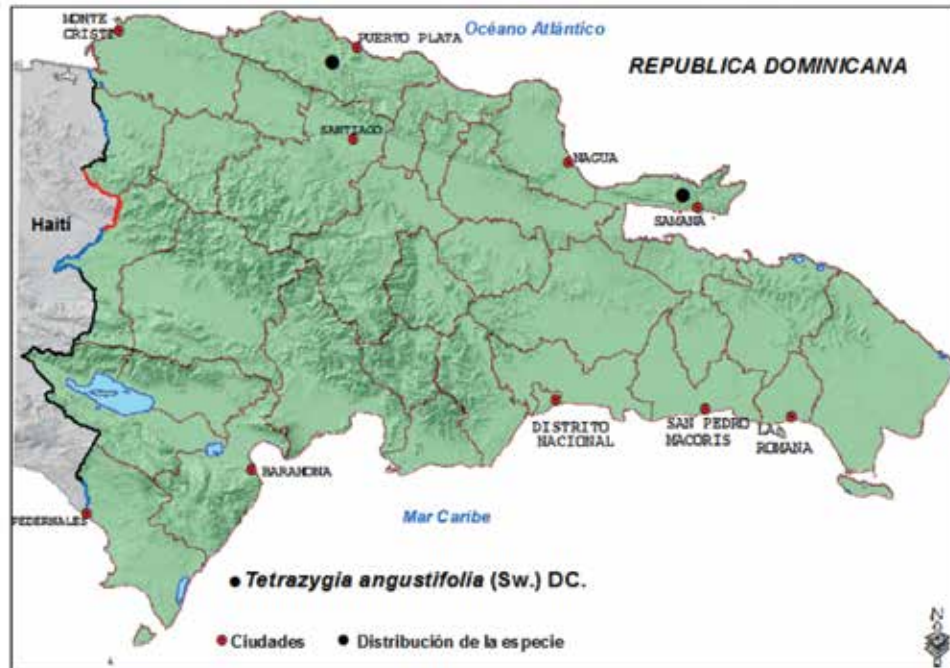 MONTE
CRISTI
PUERTO PLATA
Océano Atlántico
REPUBLICA DOMINICANA
SANTIAGO
NAGUA
SAMANA
Haití
DISTRITO
NACIONAL
SAN PEDRO
MACORIS
LA
ROMANA
BARAHONA
PEDERNALES
Mar Caribe
Tetrazygia angustifolia (Sw.) DC.
Ciudades
Distribución de la especie